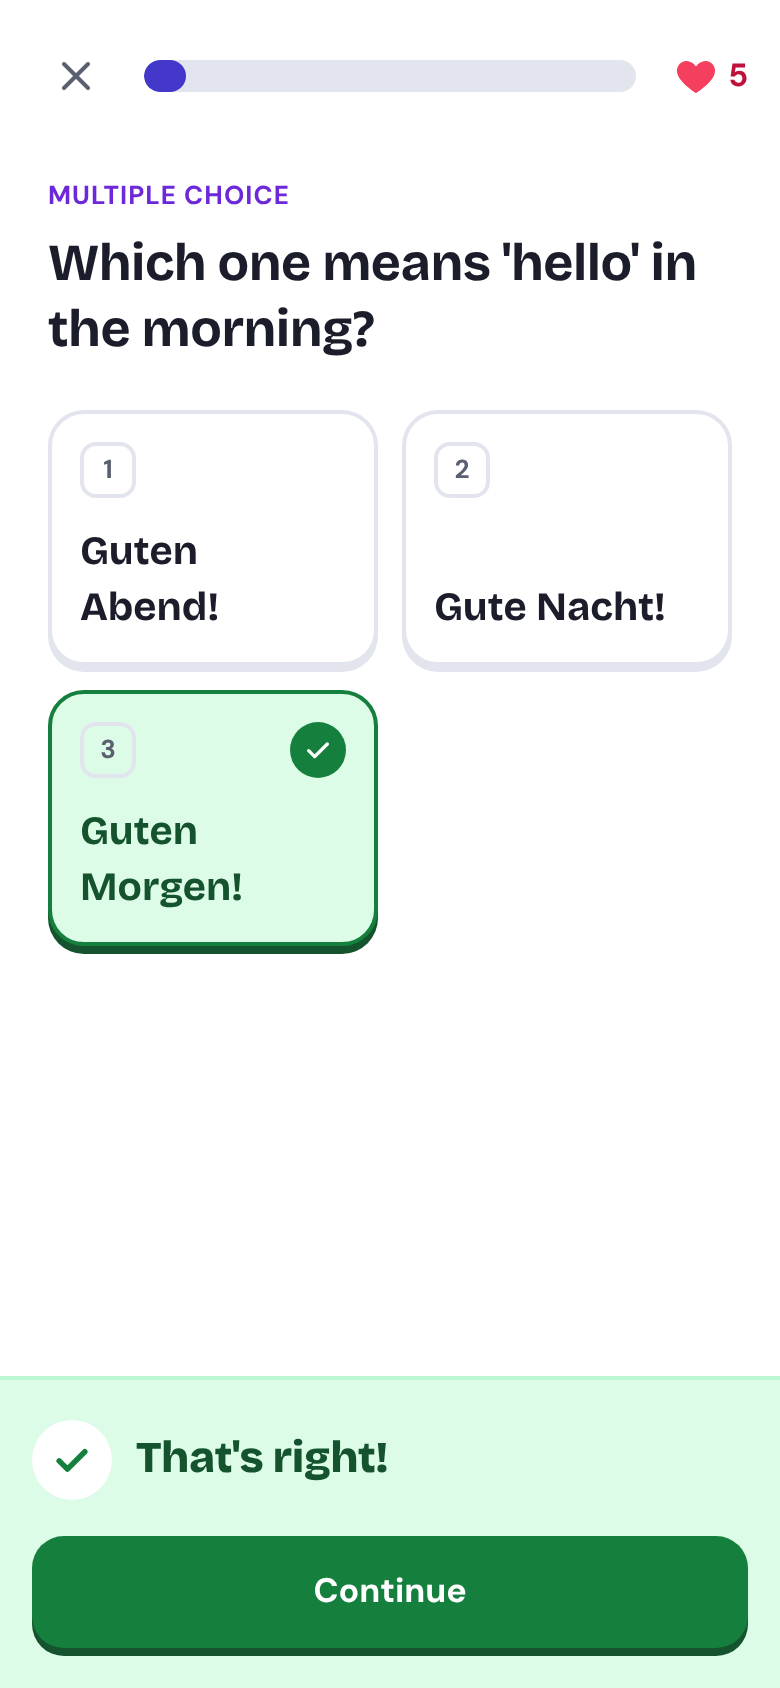 5
MULTIPLE CHOICE
Which one means 'hello' in
the morning?
1
Guten
Abend!
2
Gute Nacht!
3
Guten
Morgen!
That's right!
Continue